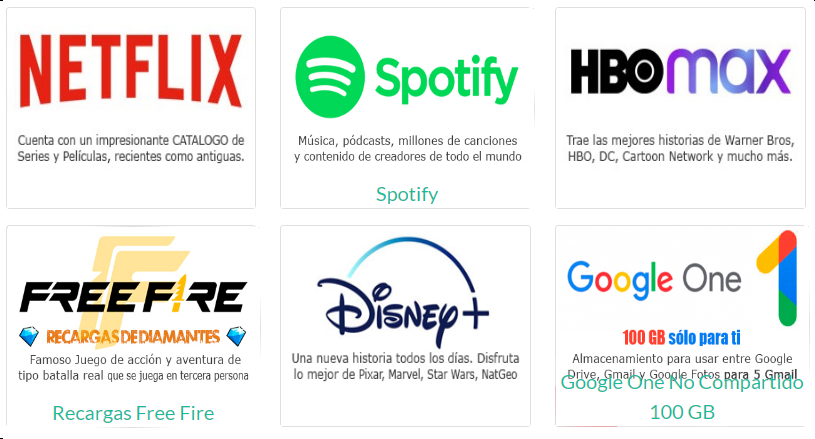 NETFLIX
Cuenta con un impresionante CATALOGO de
Series y Películas, recientes como antiguas.
Spotify
Música, pódcasts, millones de canciones
y contenido de creadores de todo el mundo
Spotify
HBOmax
Trae las mejores historias de Warner Bros,
HBO, DC, Cartoon Network y mucho más.
FREE FIRE
RECARGAS DE DIAMANTES
Famoso Juego de acción y aventura de
tipo batalla real que se juega en tercera persona
Recargas Free Fire
Disney+
Una nueva historia todos los días. Disfruta
lo mejor de Pixar, Marvel, Star Wars, NatGeo
Google One
100 GB sólo para ti
Almacenamiento para usar entre Google
Drive, Gmail y Google Fotos para 5 Gmail
Google One No Compartido
100 GB